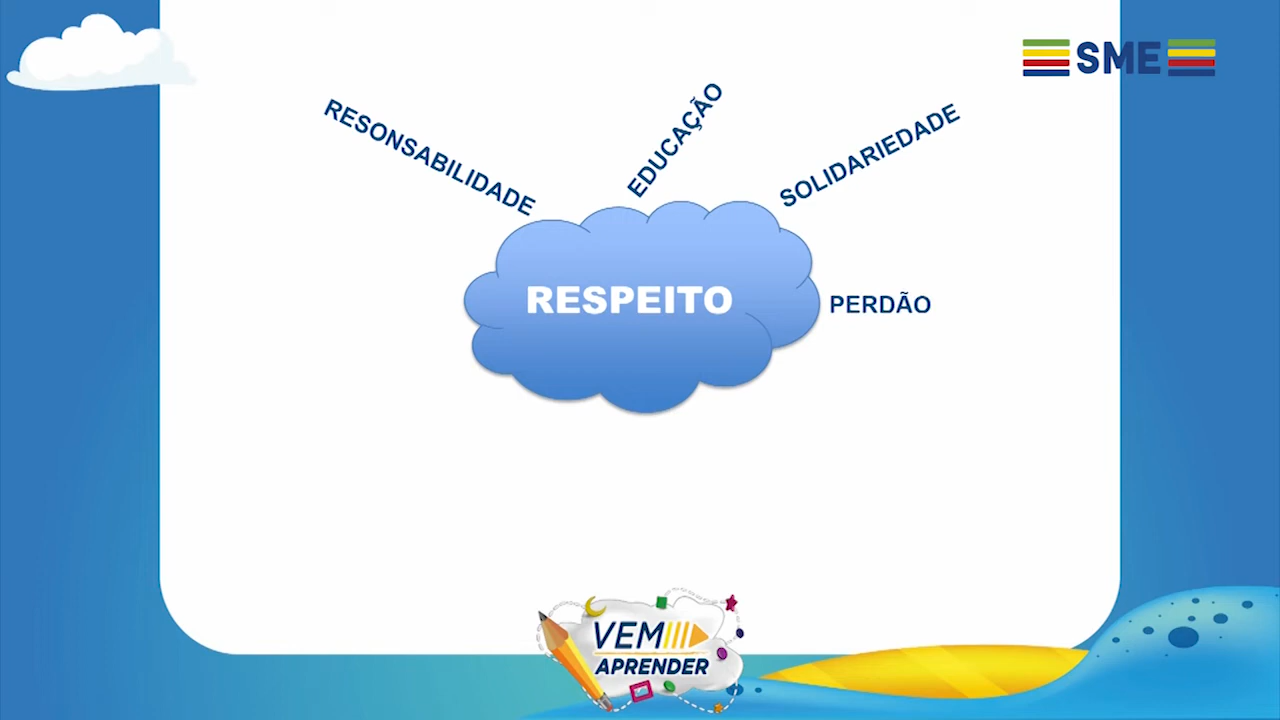 SME
RESONSABILIDADE
EDUCAÇÃO
SOLIDARIEDADE
RESPEITO
PERDÃO
VEM
APRENDER